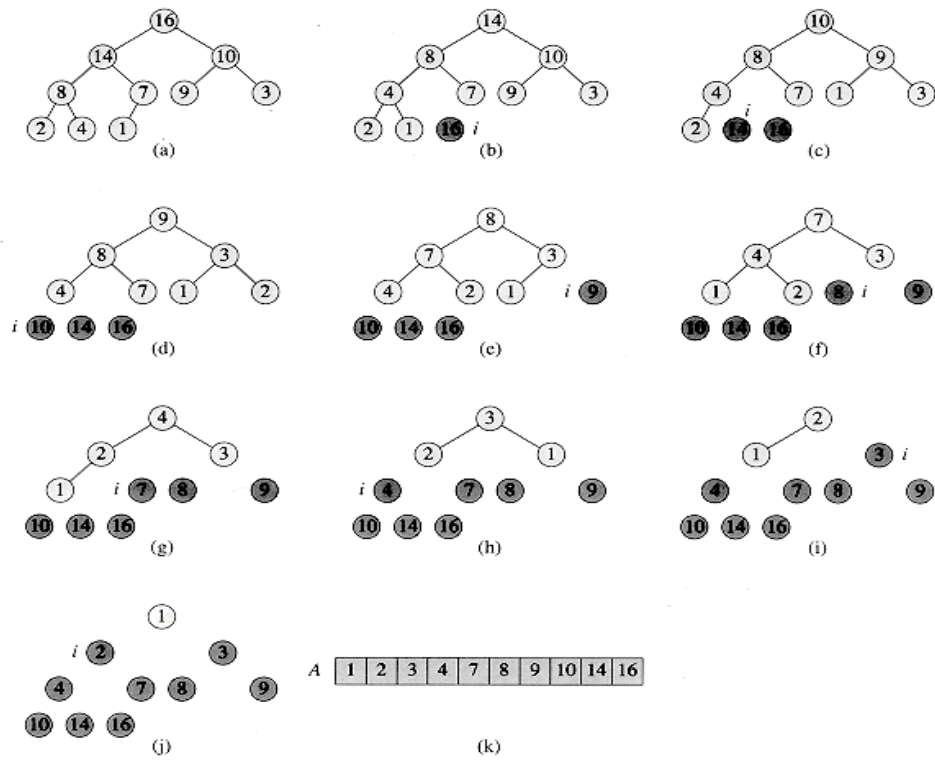 16 14 10
14 10 8 10 8 9
8 7 9 3 4 7 9 3 4 7 1 3
2 4 1 2 1 16 i 2 14 i 16
(a) (b) (c)
9 8 7
8 3 7 3 4 3
4 7 1 2 4 2 1 i 9 1 2 8 i 9
i 10 14 16 10 14 16 10 14 16
(d) (e) (f)
4 3 2
2 3 2 1 1 3 i
1 i 7 8 9 i 4 7 8 9 4 7 8 9
10 14 16 10 14 16 10 14 16
(g) (h) (i)
1
i 2 3
A 1 2 3 4 7 8 9 10 14 16
4 7 8 9
10 14 16
(j) (k)